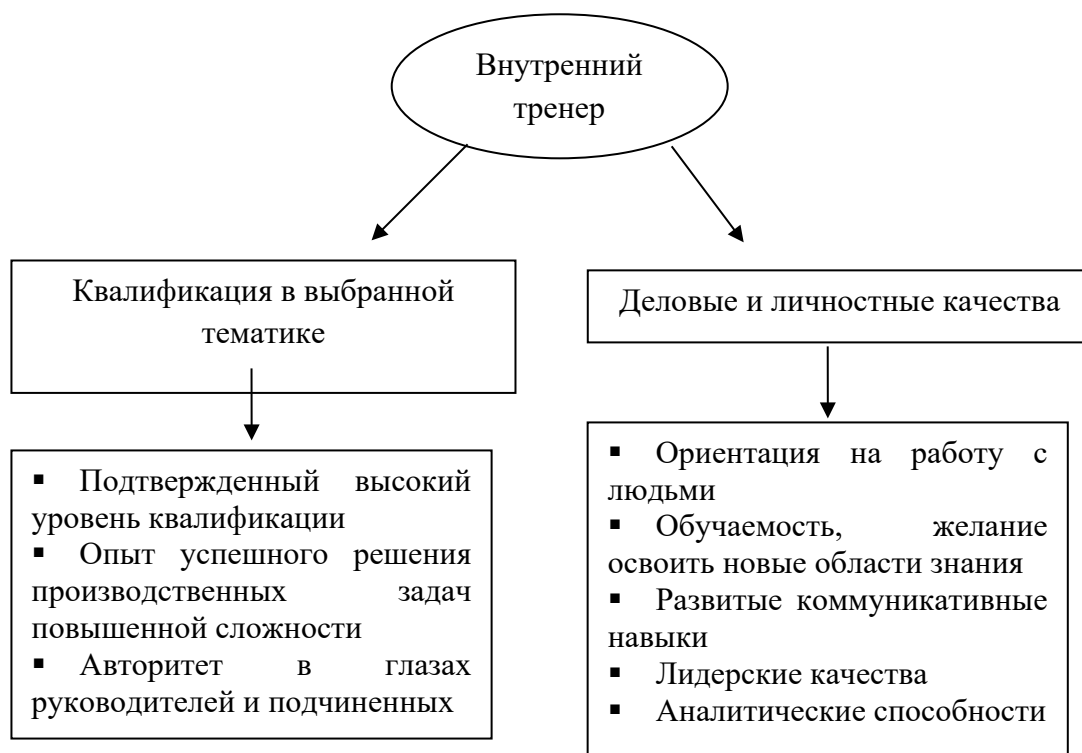 Внутренний
тренер
Квалификация в выбранной
тематике
▪ Подтвержденный высокий
уровень квалификации
▪ Опыт успешного решения
производственных задач
повышенной сложности
▪ Авторитет в глазах
руководителей и подчиненных
Деловые и личностные качества
▪ Ориентация на работу с
людьми
▪ Обучаемость, желание
освоить новые области знания
▪ Развитые коммуникативные
навыки
▪ Лидерские качества
▪ Аналитические способности